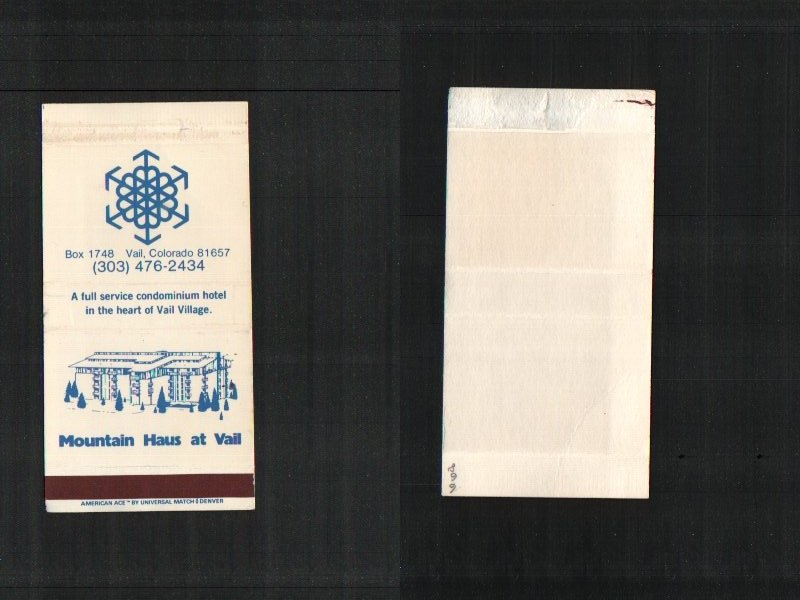 Box 1748 Vail, Colorado 81657
(303) 476-2434
A full service condominium hotel
in the heart of Vail Village.
Mountain Haus at Vail
AMERICAN ACE™ BY UNIVERSAL MATCH DENVER